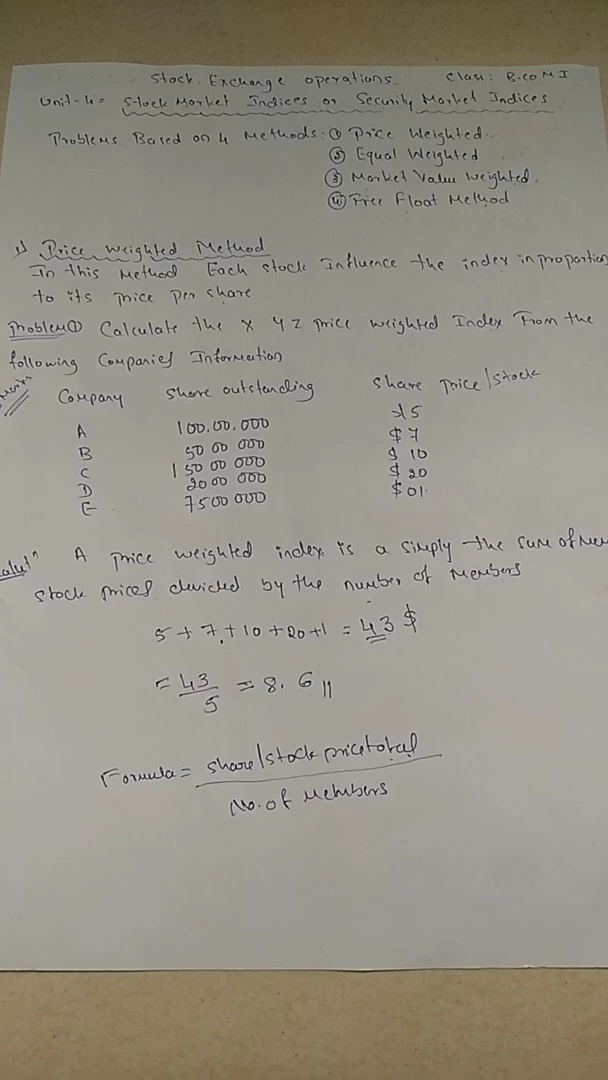 Stock Exchange operations. Class: B.com I
Unit-4= Stock Market Indices or Security Market Indices
Problems Based on 4 Methods: ① Price Weighted.
② Equal Weighted
③ Market Value Weighted.
④ Free Float Method
1) Price weighted Method
In this Method Each stock Influence the index in proportion
to its price per share
Problem① Calculate the X Y Z price weighted Index From the
following Companies Information
Company Share outstanding Share price/stock
A 100,00,000 $5
B 50 00 000 $7
C 1 50 00 000 $ 10
D 20 00 000 $ 20
E 7500 000 $ 01.
A price weighted index is a simply the sum of
stock prices devided by the number of Members
5 + 7 + 10 + 20 + 1 = 43 $
= 43/5 = 8.6 //
Formula = share/stock price total
No. of Members